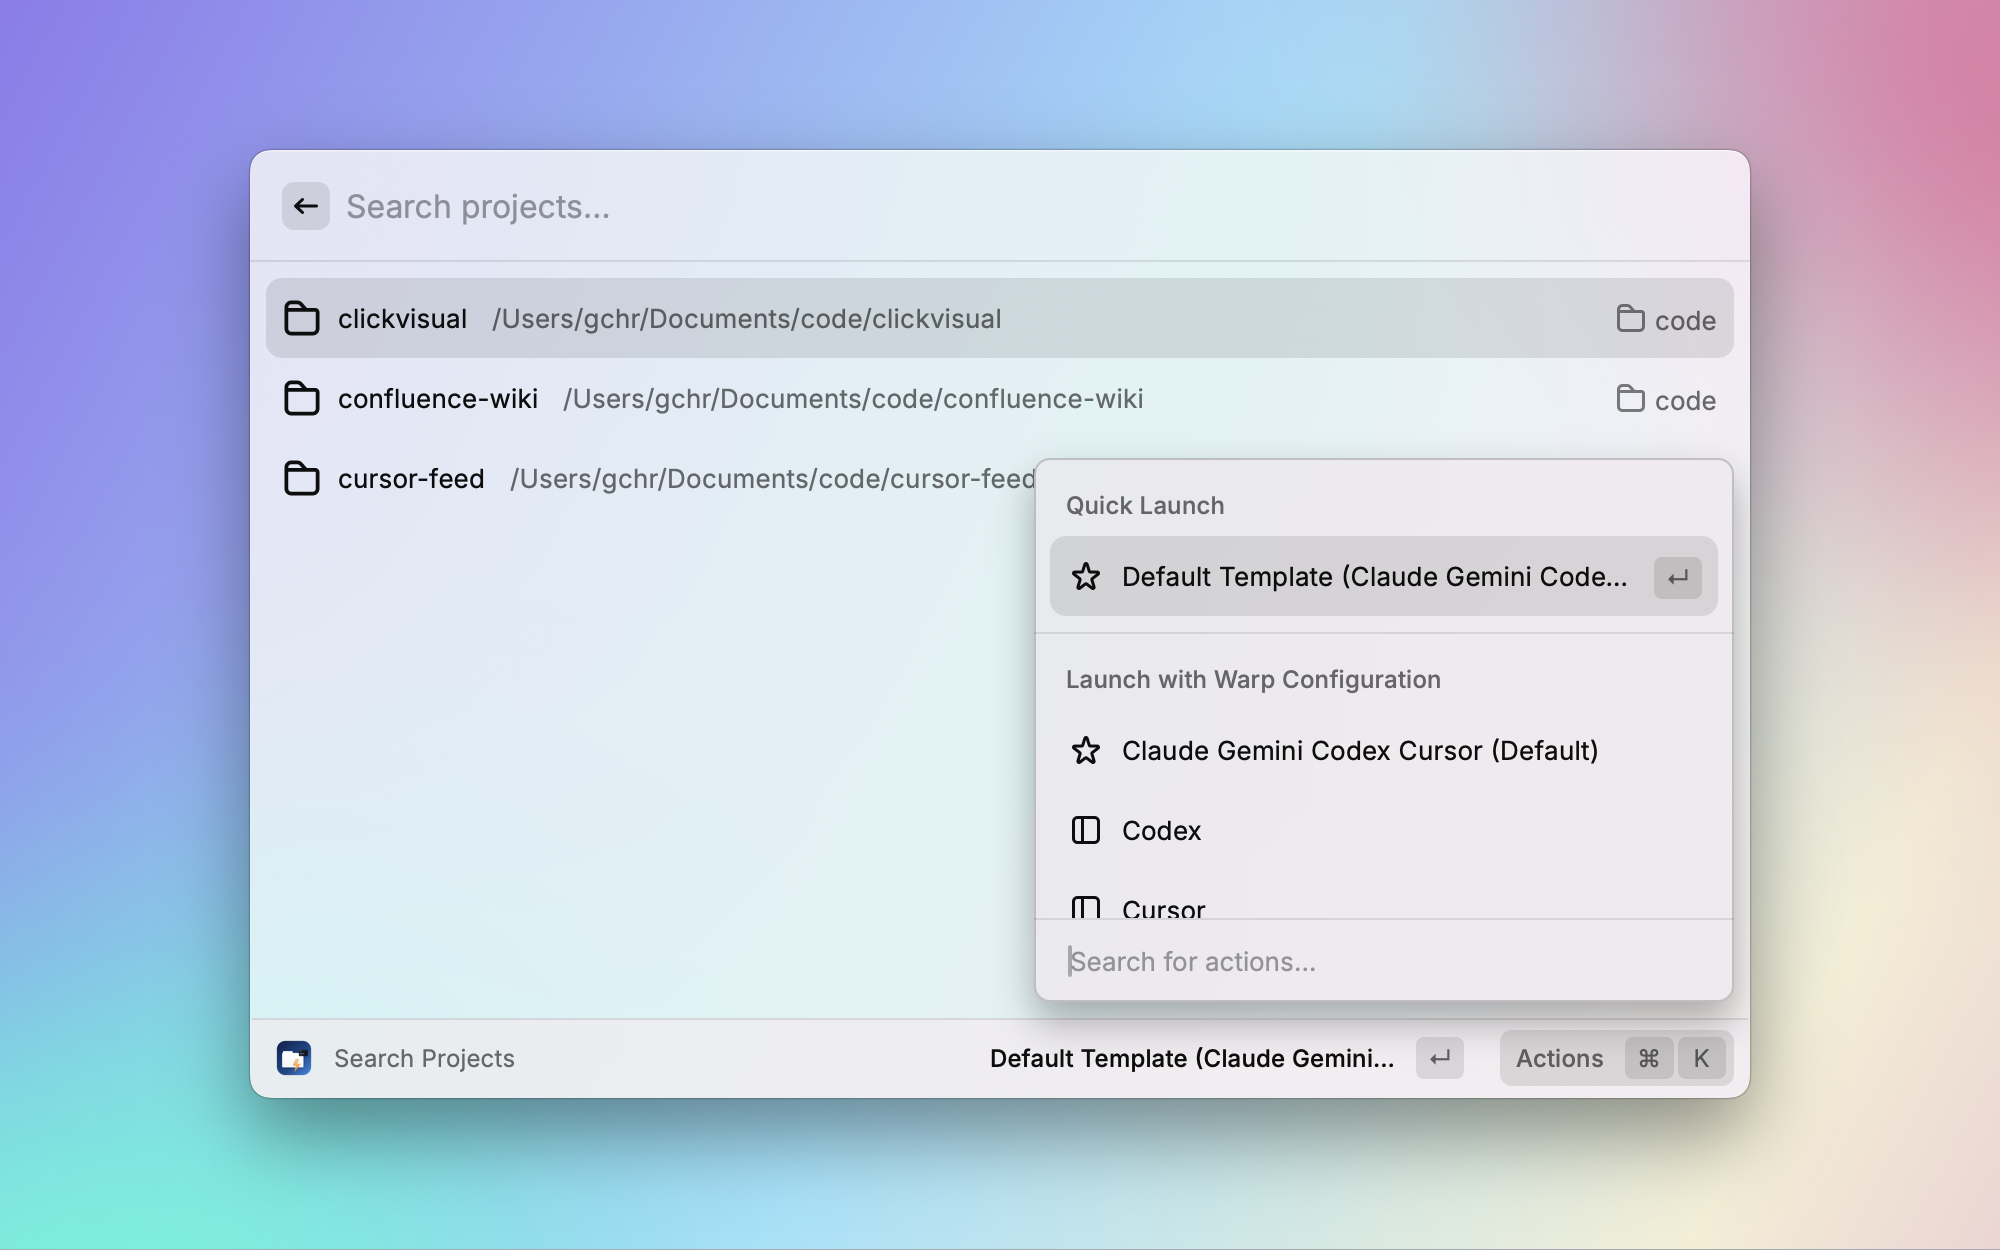 Search projects...
clickvisual /Users/gchr/Documents/code/clickvisual code
confluence-wiki /Users/gchr/Documents/code/confluence-wiki code
cursor-feed /Users/gchr/Documents/code/cursor-feed
Quick Launch
Default Template (Claude Gemini Code...
Launch with Warp Configuration
Claude Gemini Codex Cursor (Default)
Codex
Cursor
Search for actions...
Search Projects Default Template (Claude Gemini... Actions ⌘ K